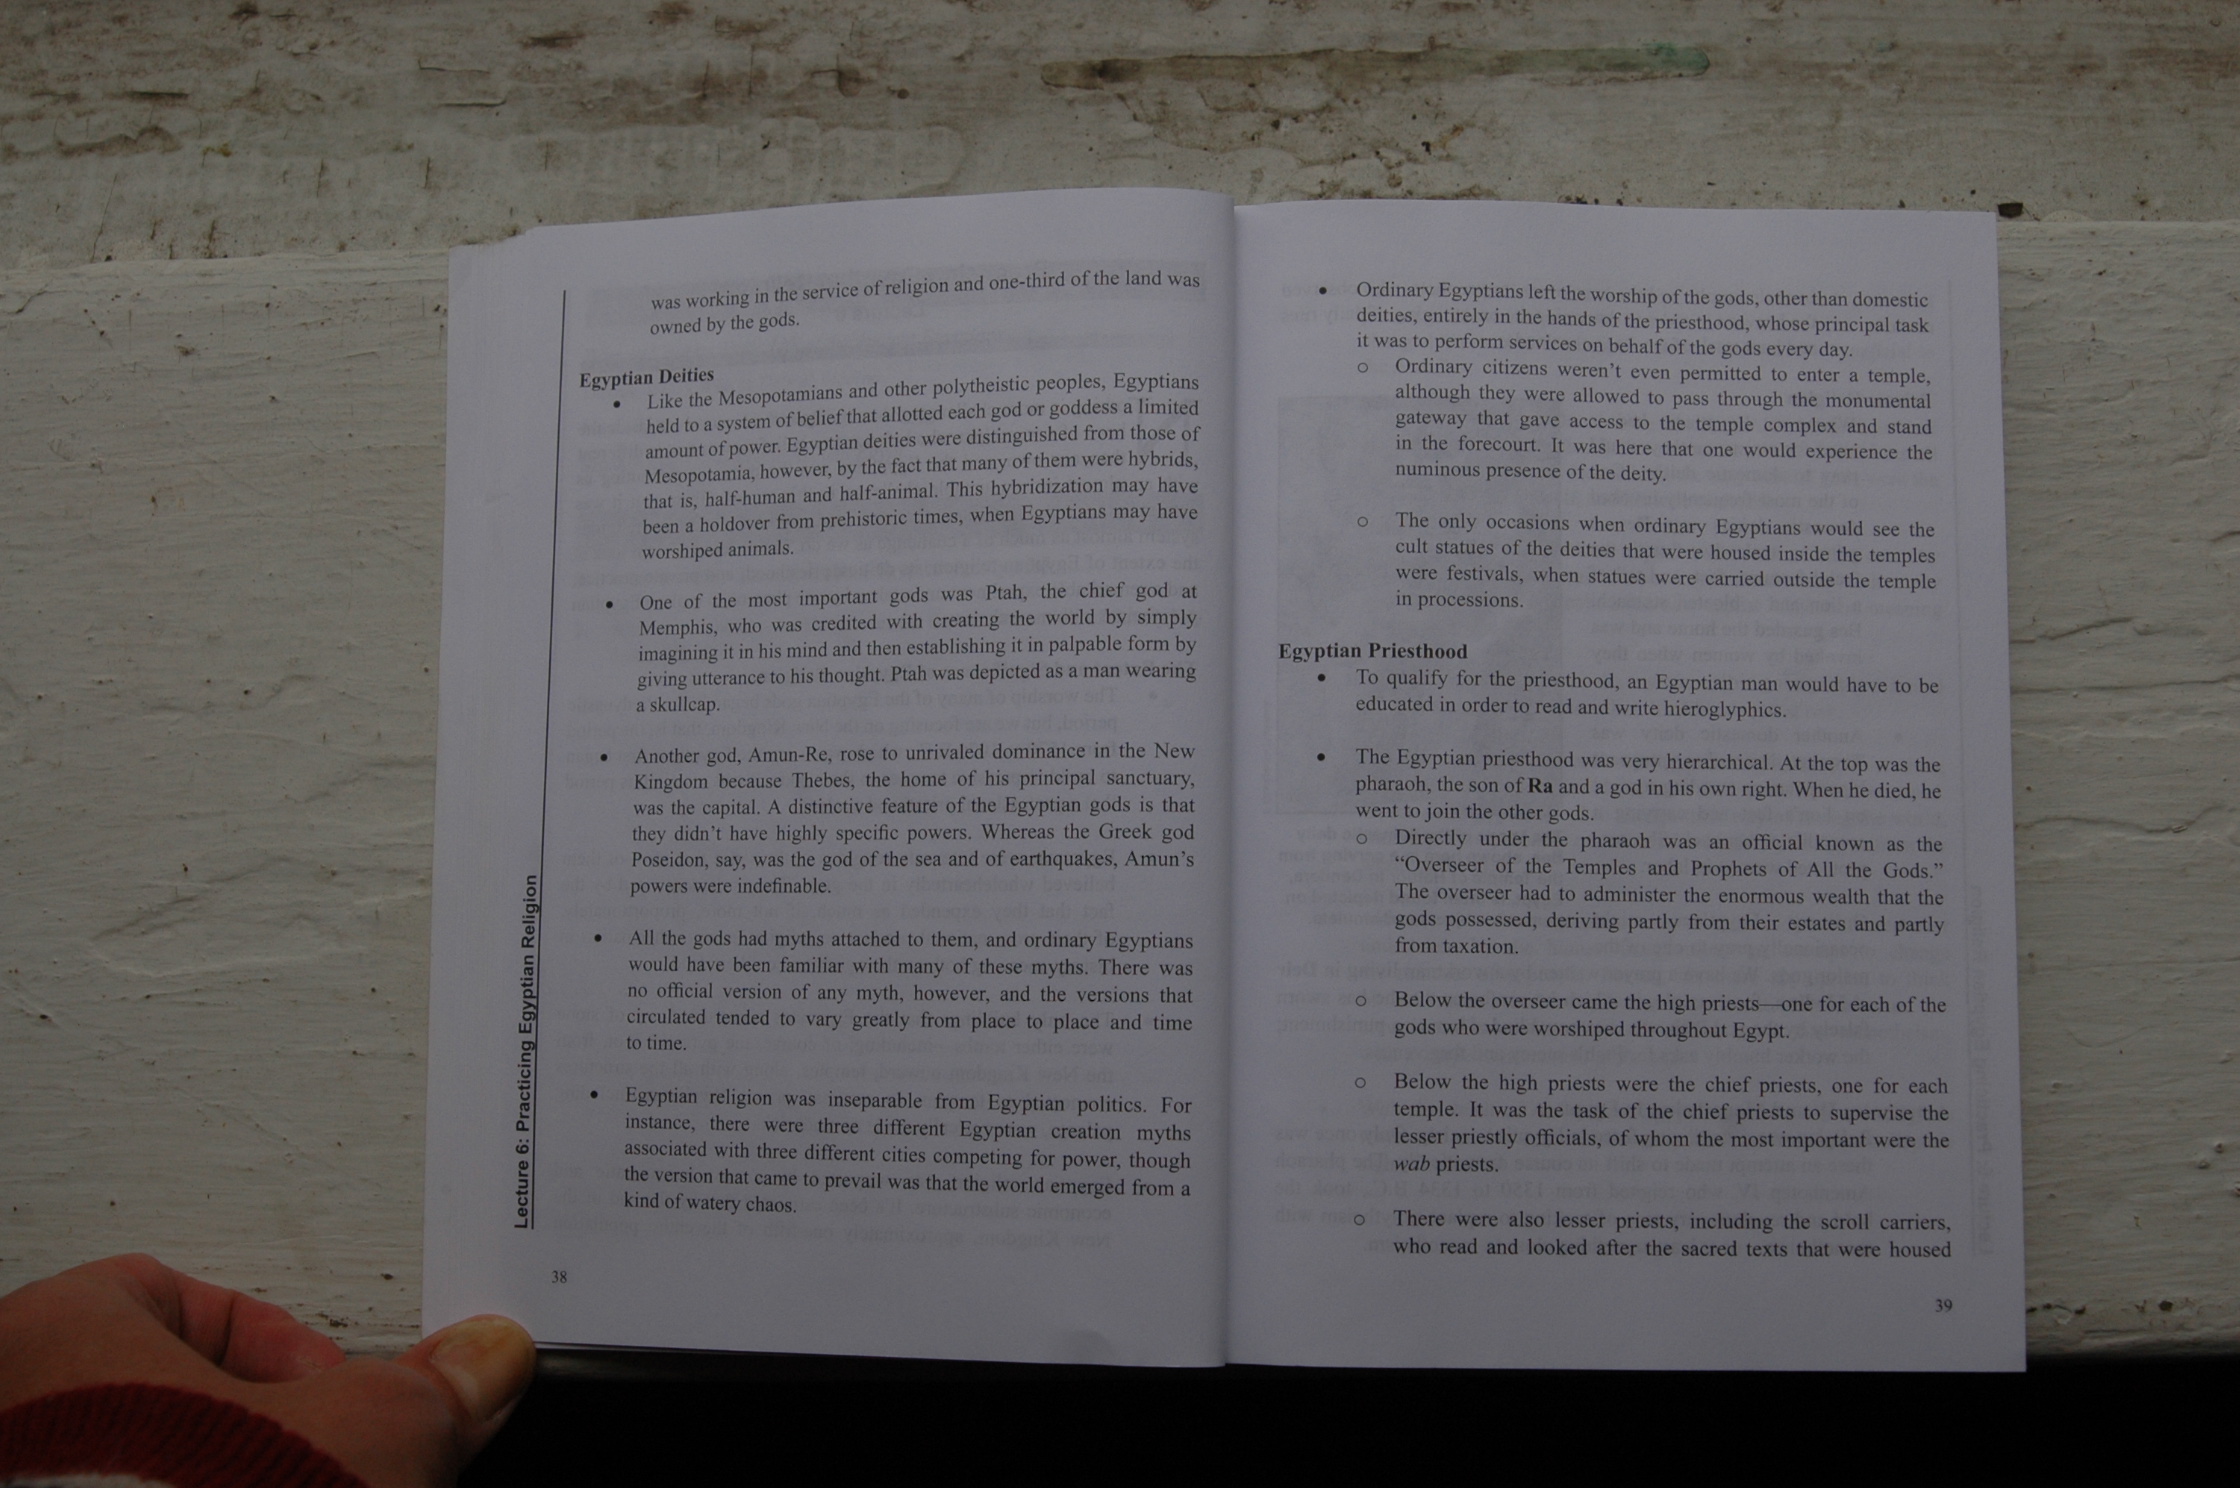 was working in the service of religion and one-third of the land was
owned by the gods.
Egyptian Deities
• Like the Mesopotamians and other polytheistic peoples, Egyptians
held to a system of belief that allotted each god or goddess a limited
amount of power. Egyptian deities were distinguished from those of
Mesopotamia, however, by the fact that many of them were hybrids,
that is, half-human and half-animal. This hybridization may have
been a holdover from prehistoric times, when Egyptians may have
worshiped animals.
• One of the most important gods was Ptah, the chief god at
Memphis, who was credited with creating the world by simply
imagining it in his mind and then establishing it in palpable form by
giving utterance to his thought. Ptah was depicted as a man wearing
a skullcap.
• Another god, Amun-Re, rose to unrivaled dominance in the New
Kingdom because Thebes, the home of his principal sanctuary,
was the capital. A distinctive feature of the Egyptian gods is that
they didn't have highly specific powers. Whereas the Greek god
Poseidon, say, was the god of the sea and of earthquakes, Amun's
powers were indefinable.
• All the gods had myths attached to them, and ordinary Egyptians
would have been familiar with many of these myths. There was
no official version of any myth, however, and the versions that
circulated tended to vary greatly from place to place and time
to time.
• Egyptian religion was inseparable from Egyptian politics. For
instance, there were three different Egyptian creation myths
associated with three different cities competing for power, though
the version that came to prevail was that the world emerged from a
kind of watery chaos.
Lecture 6: Practicing Egyptian Religion
38
• Ordinary Egyptians left the worship of the gods, other than domestic
deities, entirely in the hands of the priesthood, whose principal task
it was to perform services on behalf of the gods every day.
o Ordinary citizens weren't even permitted to enter a temple,
although they were allowed to pass through the monumental
gateway that gave access to the temple complex and stand
in the forecourt. It was here that one would experience the
numinous presence of the deity.
o The only occasions when ordinary Egyptians would see the
cult statues of the deities that were housed inside the temples
were festivals, when statues were carried outside the temple
in processions.
Egyptian Priesthood
• To qualify for the priesthood, an Egyptian man would have to be
educated in order to read and write hieroglyphics.
• The Egyptian priesthood was very hierarchical. At the top was the
pharaoh, the son of Ra and a god in his own right. When he died, he
went to join the other gods.
o Directly under the pharaoh was an official known as the
“Overseer of the Temples and Prophets of All the Gods.”
The overseer had to administer the enormous wealth that the
gods possessed, deriving partly from their estates and partly
from taxation.
o Below the overseer came the high priests—one for each of the
gods who were worshiped throughout Egypt.
o Below the high priests were the chief priests, one for each
temple. It was the task of the chief priests to supervise the
lesser priestly officials, of whom the most important were the
wab priests.
o There were also lesser priests, including the scroll carriers,
who read and looked after the sacred texts that were housed
39